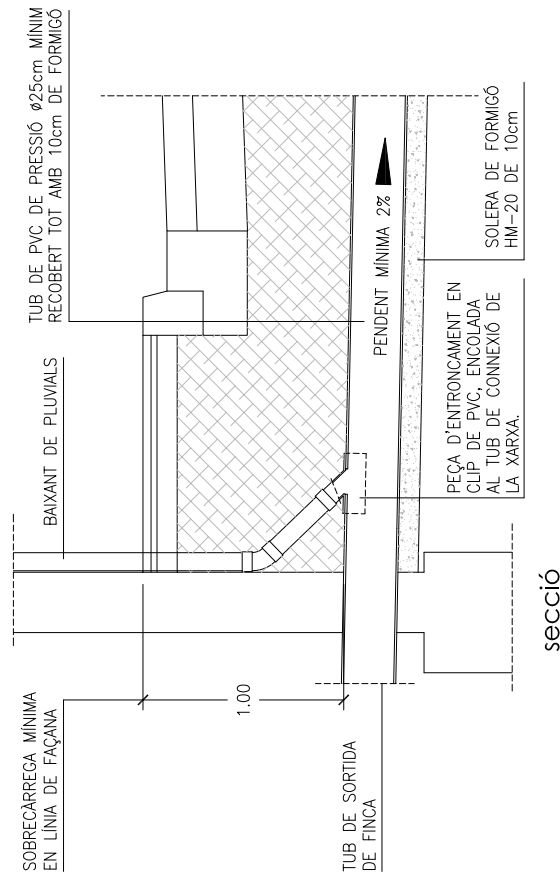 SOBRECÀRREGA MÍNIMA
EN LÍNIA DE FAÇANA
BAIXANT DE PLUVIALS
TUB DE PVC DE PRESSIÓ ø25cm MÍNIM
RECOBERT TOT AMB 10cm DE FORMIGÓ
1.00
PENDENT MÍNIMA 2%
TUB DE SORTIDA
DE FINCA
PEÇA D'ENTRONCAMENT EN
CLIP DE PVC, ENCOLADA
AL TUB DE CONNEXIÓ DE
LA XARXA.
SOLERA DE FORMIGÓ
HM-20 DE 10cm
secció